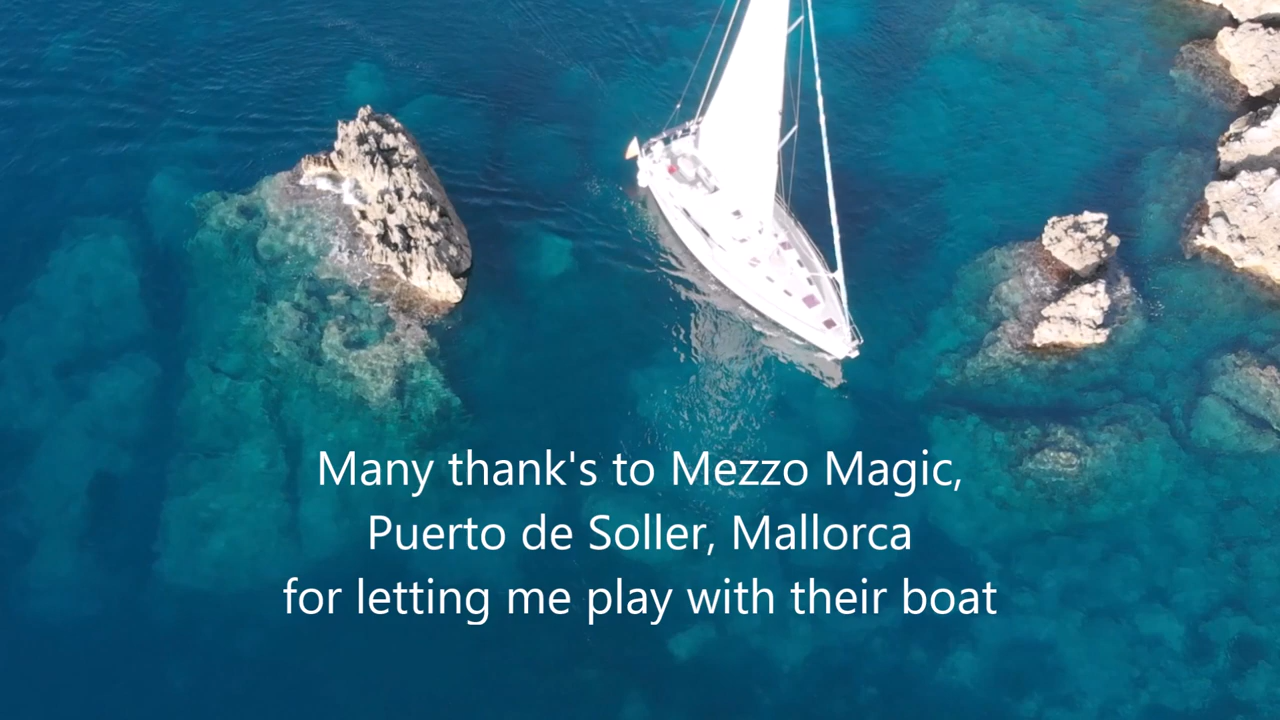 Many thank's to Mezzo Magic,
Puerto de Soller, Mallorca
for letting me play with their boat